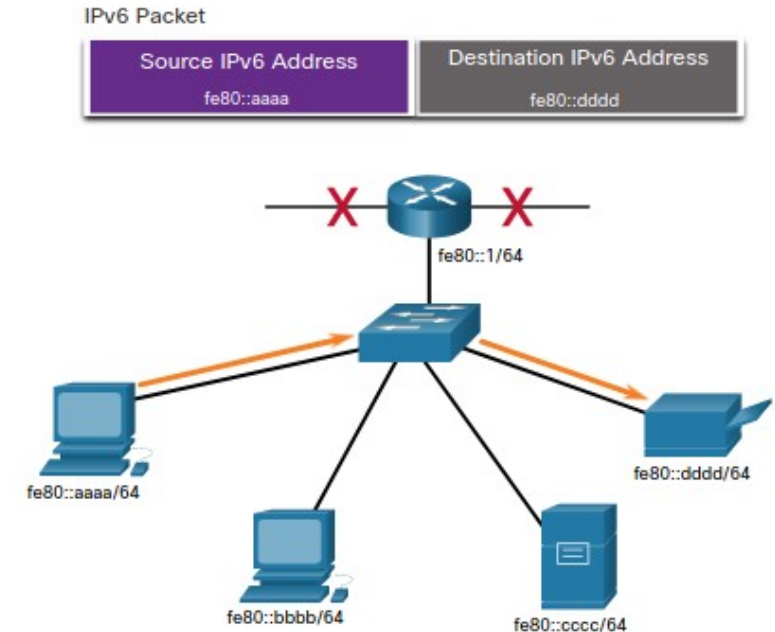 IPv6 Packet
Source IPv6 Address
fe80::aaaa
Destination IPv6 Address
fe80::dddd
X X
fe80::1/64
fe80::aaaa/64
fe80::dddd/64
fe80::bbbb/64
fe80::cccc/64